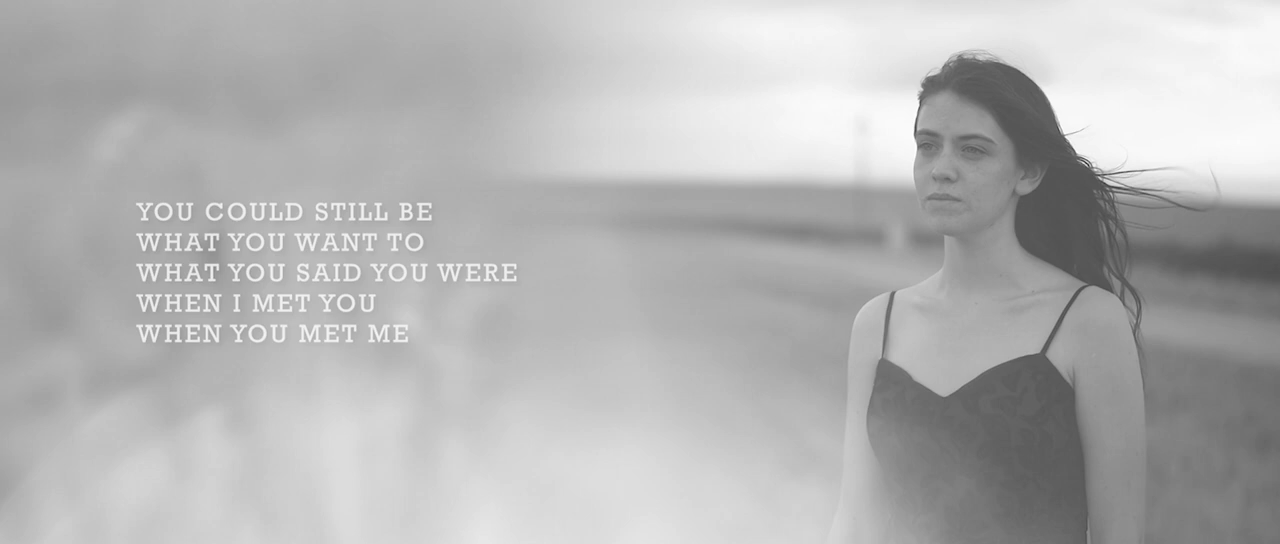 YOU COULD STILL BE
WHAT YOU WANT TO
WHAT YOU SAID YOU WERE
WHEN I MET YOU
WHEN YOU MET ME